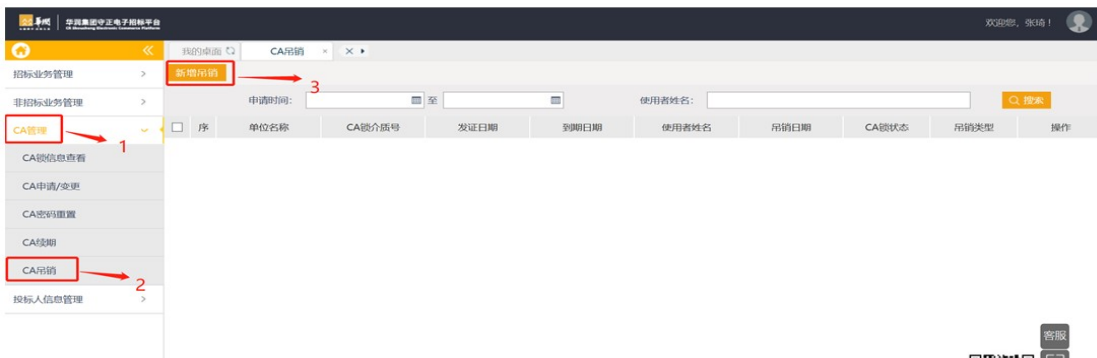 华润集团守正电子招标平台
欢迎您，张琦！
我的桌面
CA吊销
招标业务管理
新增吊销
3
非招标业务管理
申请时间：
至
使用者姓名：
搜索
CA管理
1
序
单位名称
CA锁介质号
发证日期
到期日期
使用者姓名
吊销日期
CA锁状态
吊销类型
操作
CA锁信息查看
CA申请/变更
CA密码重置
CA续期
CA吊销
2
投标人信息管理
客服